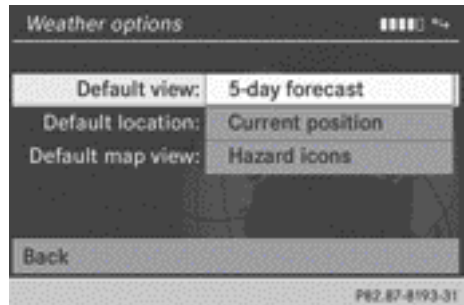 Weather options
Default view: 5-day forecast
Default location: Current position
Default map view: Hazard icons
Back
P82.87-8193-31